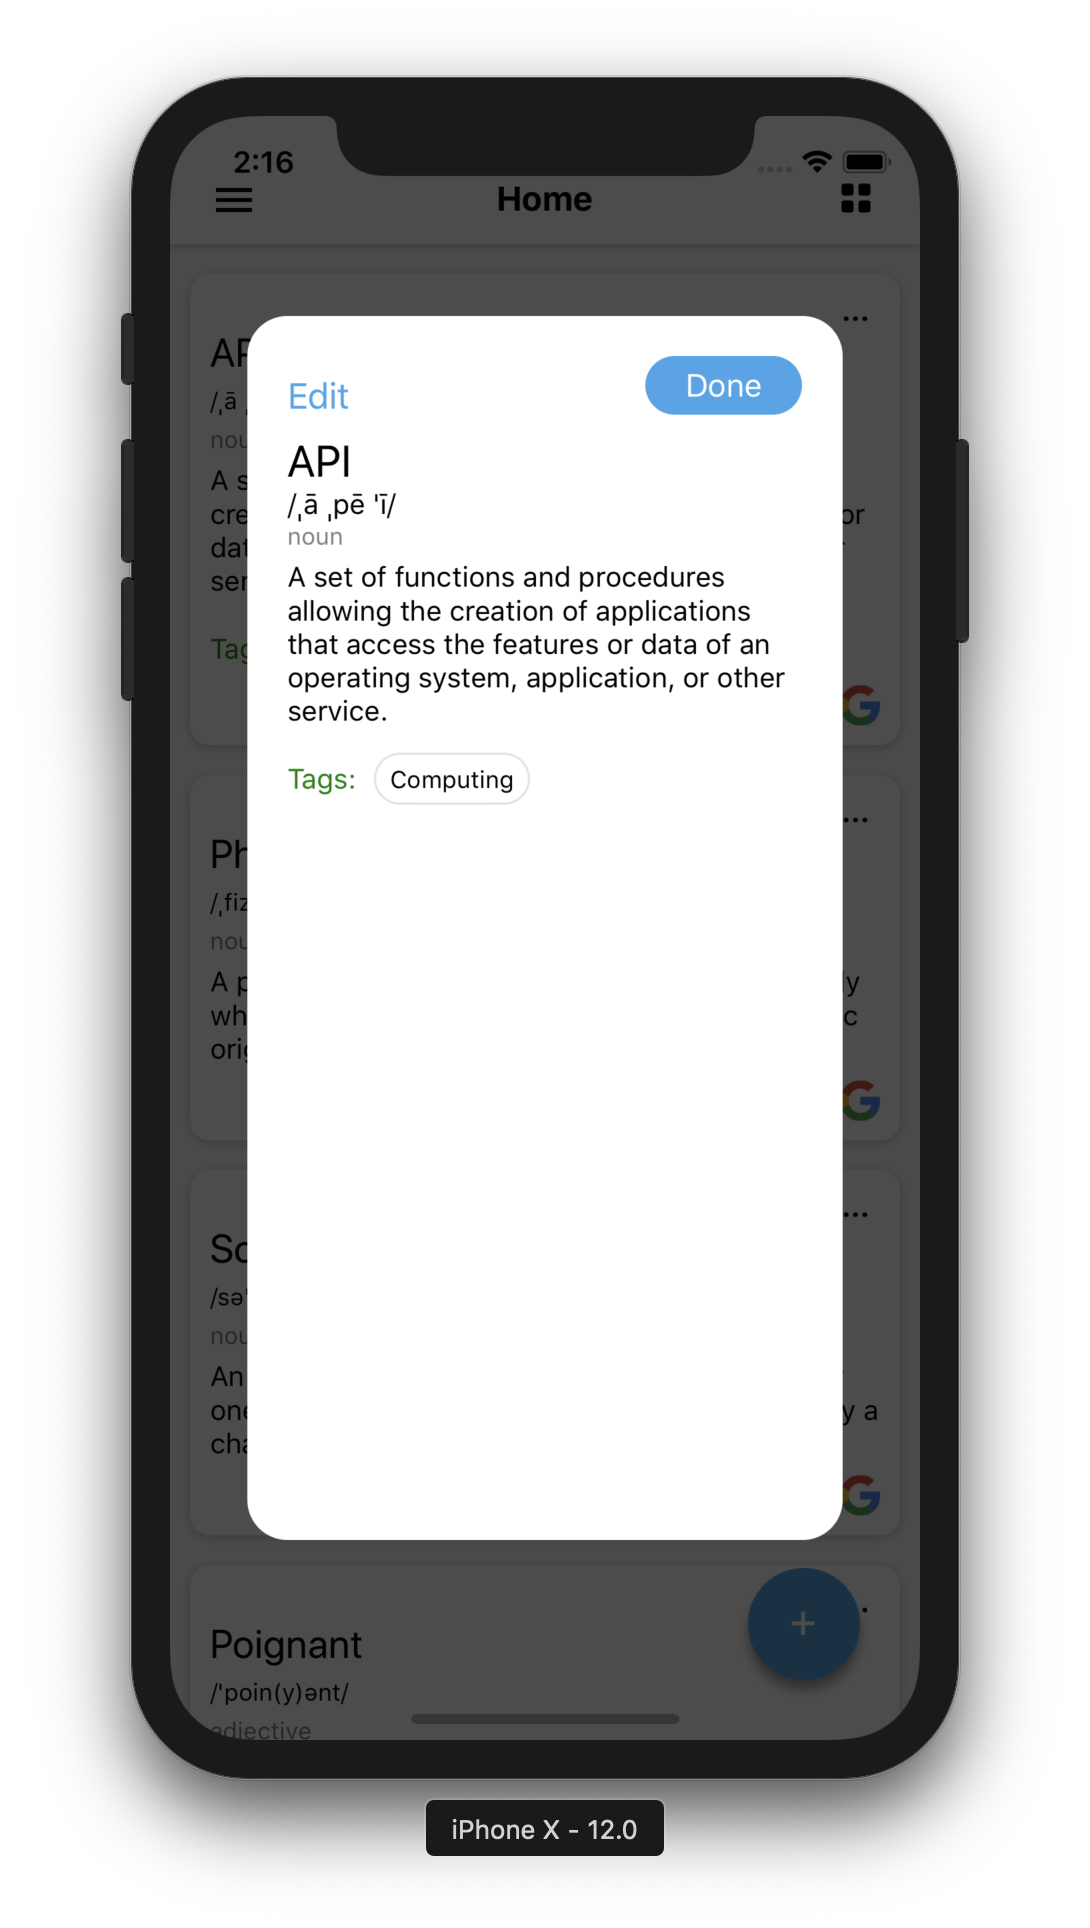 2:16
Home
Edit
Done
API
/ˌā ˌpē ˈī/
noun
A set of functions and procedures
allowing the creation of applications
that access the features or data of an
operating system, application, or other
service.
Tags: Computing
or
y a
Poignant
/ˈpoin(y)ənt/
adjective
iPhone X - 12.0